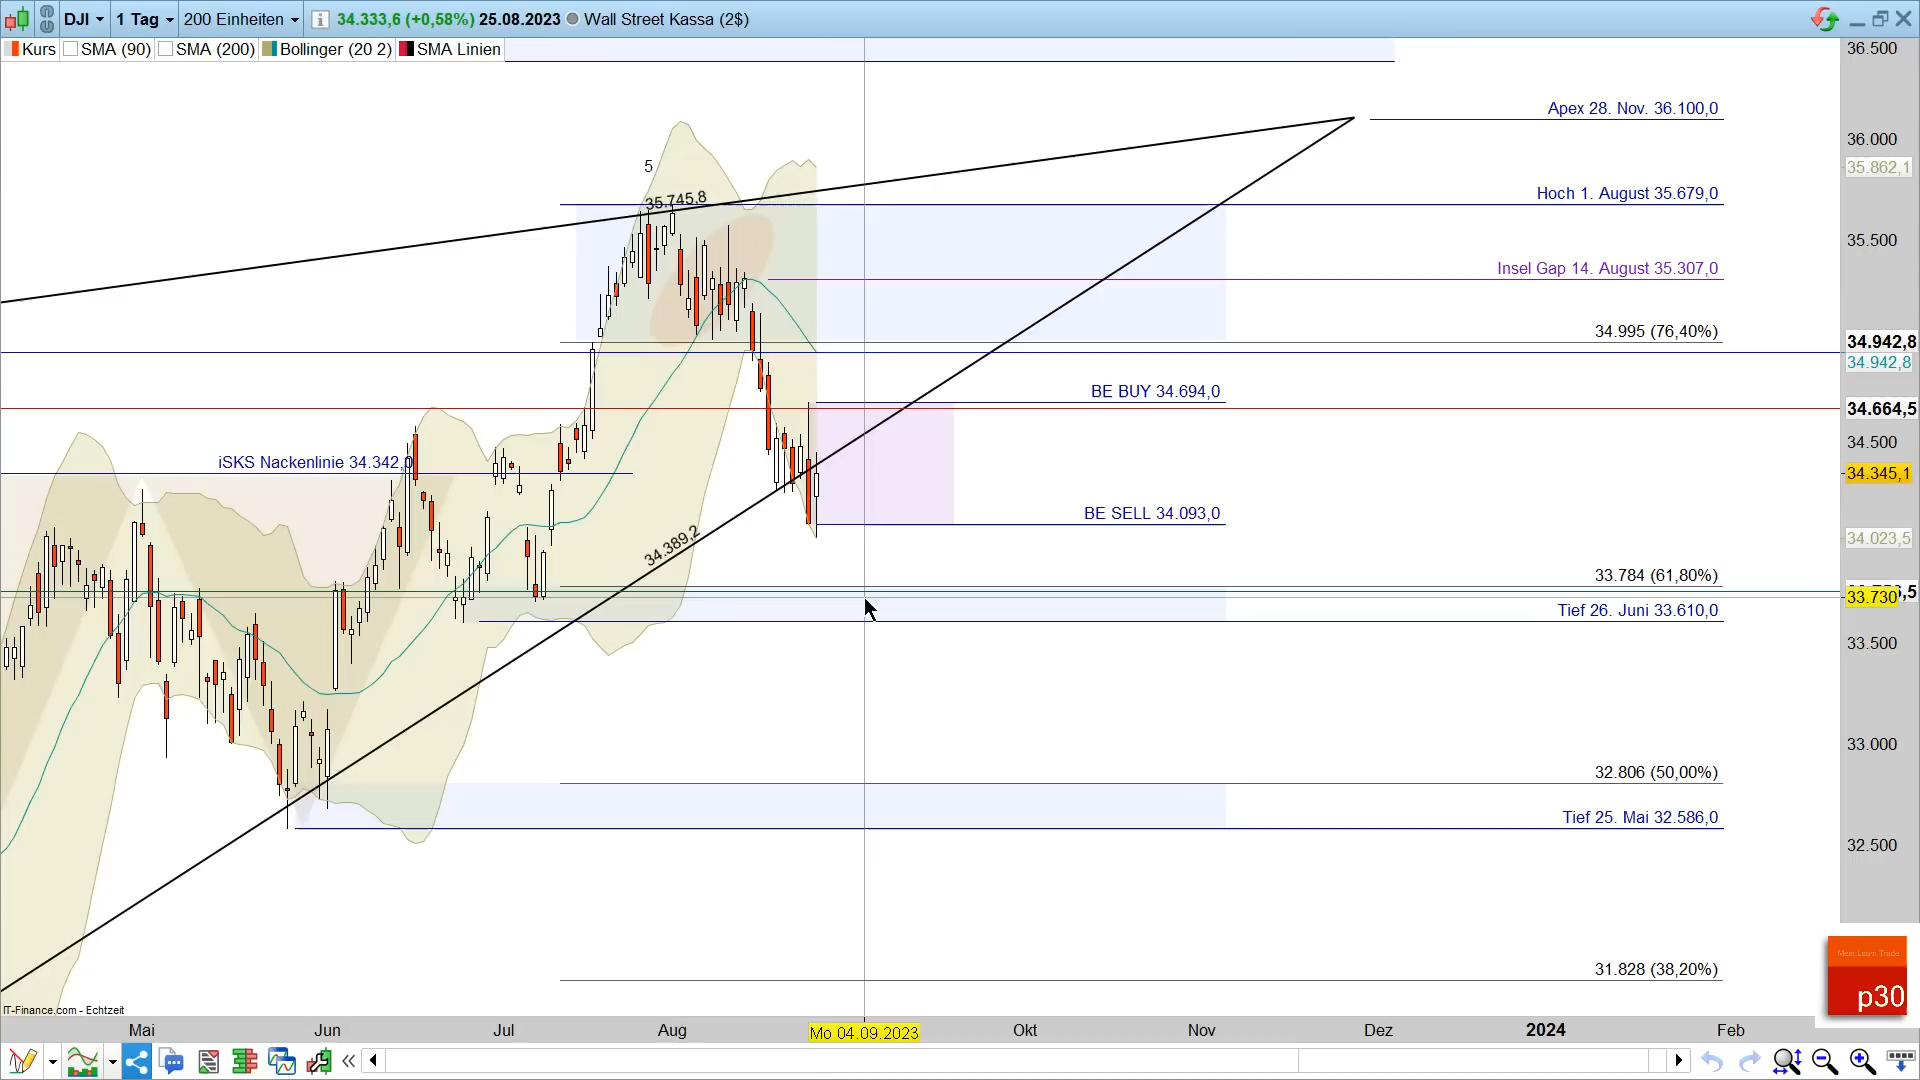 DJI 1 Tag 200 Einheiten 34.333,6 (+0,58%) 25.08.2023 Wall Street Kassa (2$)
Kurs SMA (90) SMA (200) Bollinger (20 2) SMA Linien
36.500
Apex 28. Nov. 36.100,0
36.000
5
35.862,1
35.745,8
Hoch 1. August 35.679,0
35.500
Insel Gap 14. August 35.307,0
34.995 (76,40%)
34.942,8
34.942,8
BE BUY 34.694,0
34.664,5
34.500
iSKS Nackenlinie 34.342,0
34.345,1
BE SELL 34.093,0
34.389,2
34.023,5
33.784 (61,80%)
33.730
Tief 26. Juni 33.610,0
33.500
33.000
32.806 (50,00%)
Tief 25. Mai 32.586,0
32.500
31.828 (38,20%)
p30
IT-Finance.com - Echtzeit
Mai Jun Jul Aug Mo 04.09.2023 Okt Nov Dez 2024 Feb